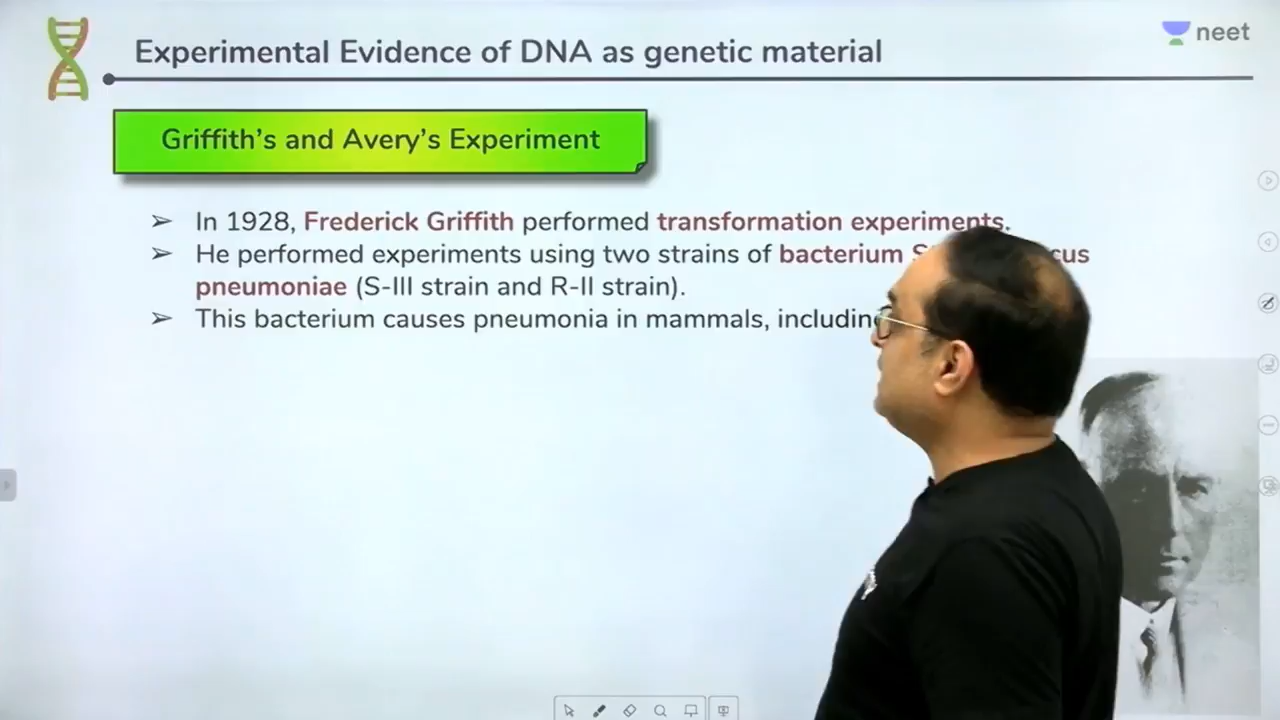 Experimental Evidence of DNA as genetic material
neet
Griffith's and Avery's Experiment
➢ In 1928, Frederick Griffith performed transformation experiments.
➢ He performed experiments using two strains of bacterium
pneumoniae (S-III strain and R-II strain).
➢ This bacterium causes pneumonia in mammals, including